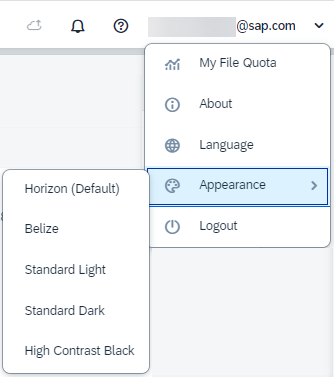 @sap.com
My File Quota
About
Language
Appearance
Logout
Horizon (Default)
Belize
Standard Light
Standard Dark
High Contrast Black